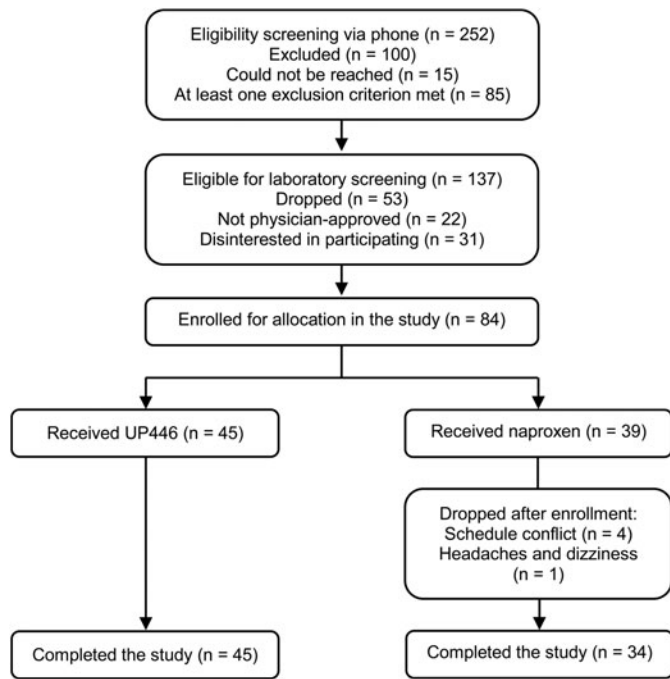 Eligibility screening via phone (n = 252)
Excluded (n = 100)
Could not be reached (n = 15)
At least one exclusion criterion met (n = 85)
Eligible for laboratory screening (n = 137)
Dropped (n = 53)
Not physician-approved (n = 22)
Disinterested in participating (n = 31)
Enrolled for allocation in the study (n = 84)
Received UP446 (n = 45)
Received naproxen (n = 39)
Dropped after enrollment:
Schedule conflict (n = 4)
Headaches and dizziness
(n = 1)
Completed the study (n = 45)
Completed the study (n = 34)